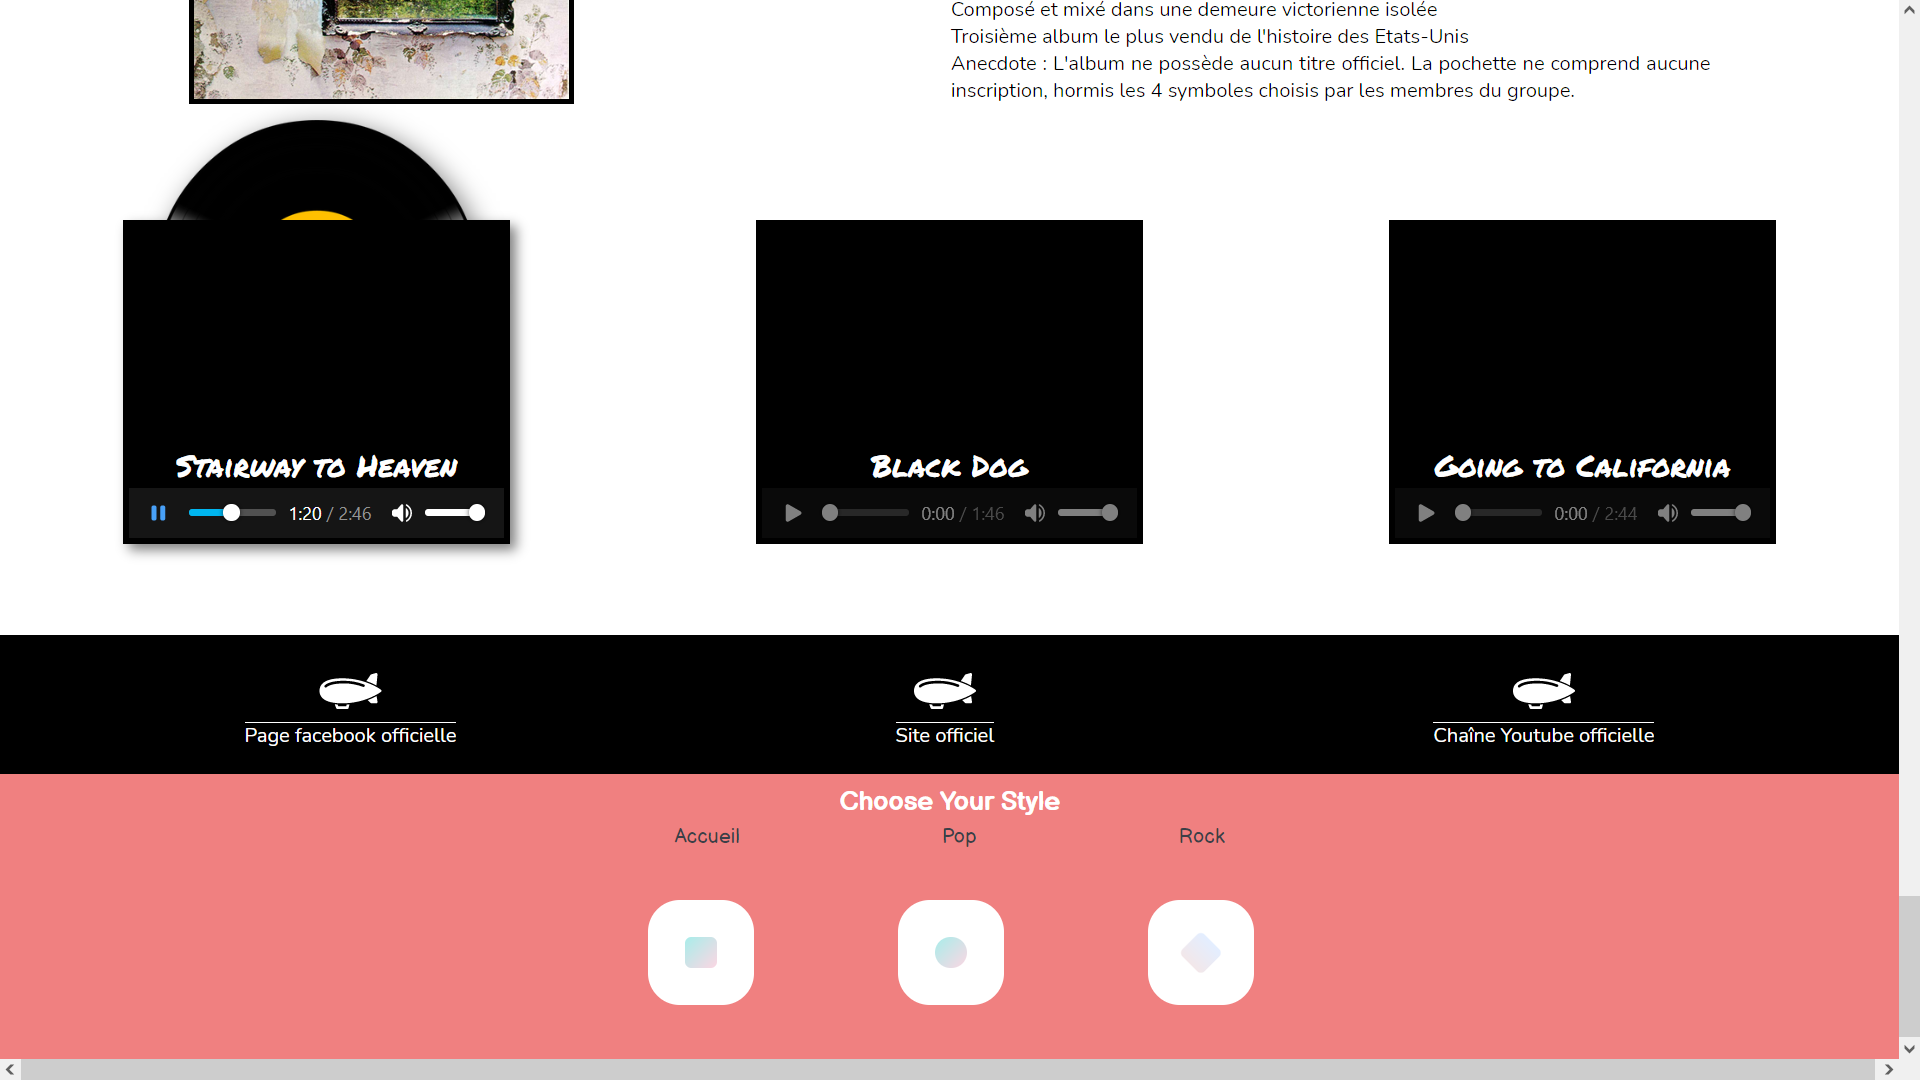 Composé et mixé dans une demeure victorienne isolée
Troisième album le plus vendu de l'histoire des Etats-Unis
Anecdote : L'album ne possède aucun titre officiel. La pochette ne comprend aucune
inscription, hormis les 4 symboles choisis par les membres du groupe.
Stairway to Heaven
1:20 / 2:46
Black Dog
0:00 / 1:46
Going to California
0:00 / 2:44
Page facebook officielle
Site officiel
Chaîne Youtube officielle
Choose Your Style
Accueil
Pop
Rock